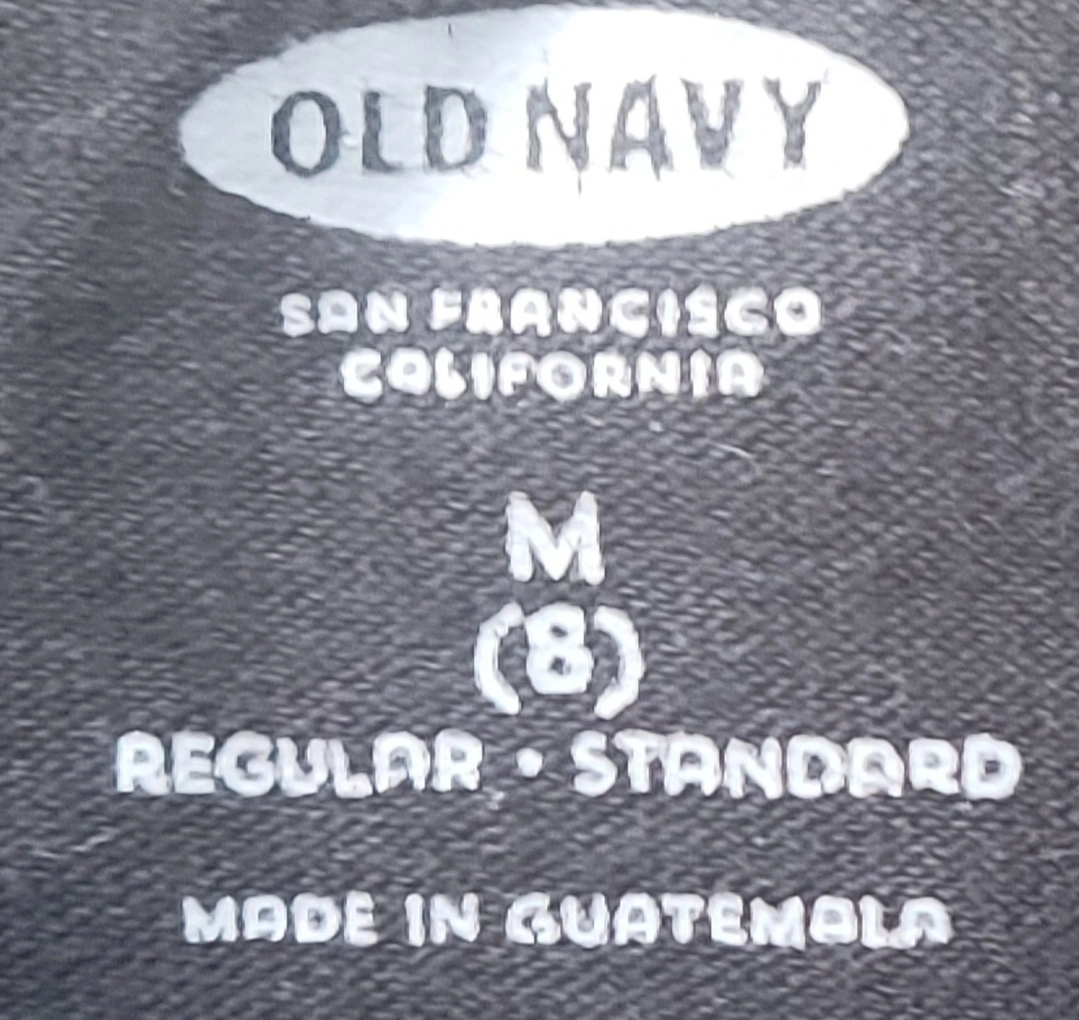 OLD NAVY
SAN FRANCISCO
CALIFORNIA
M
(8)
REGULAR • STANDARD
MADE IN GUATEMALA